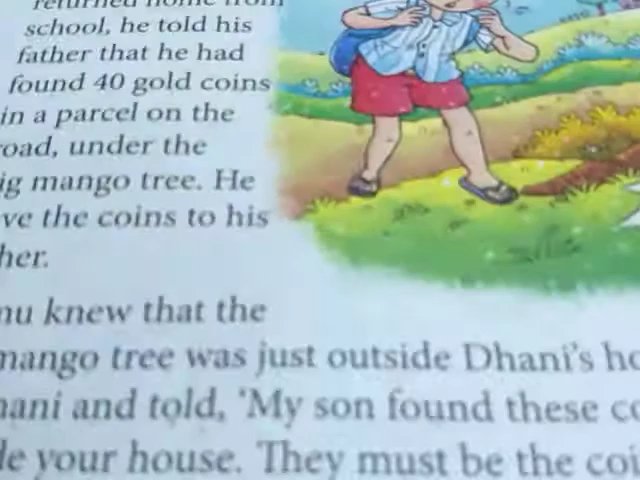 returned home from
school, he told his
father that he had
found 40 gold coins
in a parcel on the
road, under the
ig mango tree. He
ve the coins to his
her.
nu knew that the
mango tree was just outside Dhani's ho
hani and told, 'My son found these co
de your house. They must be the coi